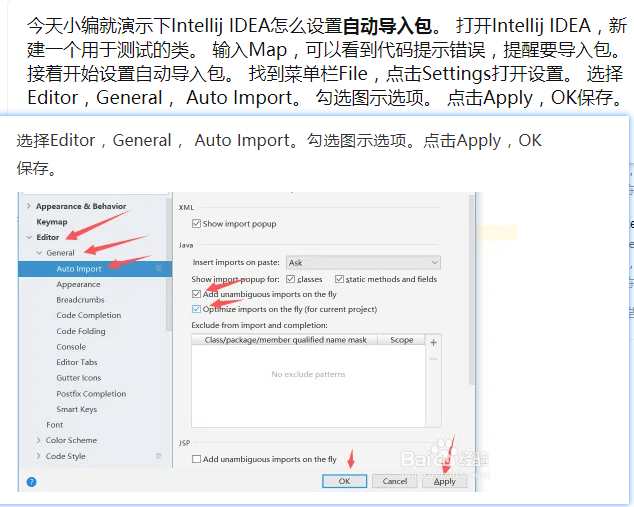 今天小编就演示下Intellij IDEA怎么设置自动导入包。 打开Intellij IDEA，新
建一个用于测试的类。 输入Map，可以看到代码提示错误，提醒要导入包。
接着开始设置自动导入包。 找到菜单栏File，点击Settings打开设置。 选择
Editor，General， Auto Import。 勾选图示选项。 点击Apply，OK保存。
选择Editor，General， Auto Import。勾选图示选项。点击Apply，OK
保存。
Appearance & Behavior
Keymap
Editor
General
Auto Import
Appearance
Breadcrumbs
Code Completion
Code Folding
Console
Editor Tabs
Gutter Icons
Postfix Completion
Smart Keys
Font
Color Scheme
Code Style
XML
Show import popup
Java
Insert imports on paste: Ask
Show import popup for: classes static methods and fields
Add unambiguous imports on the fly
Optimize imports on the fly (for current project)
Exclude from import and completion:
Class/package/member qualified name mask Scope
No exclude patterns
JSP
Add unambiguous imports on the fly
OK Cancel Apply
Baidu 经验